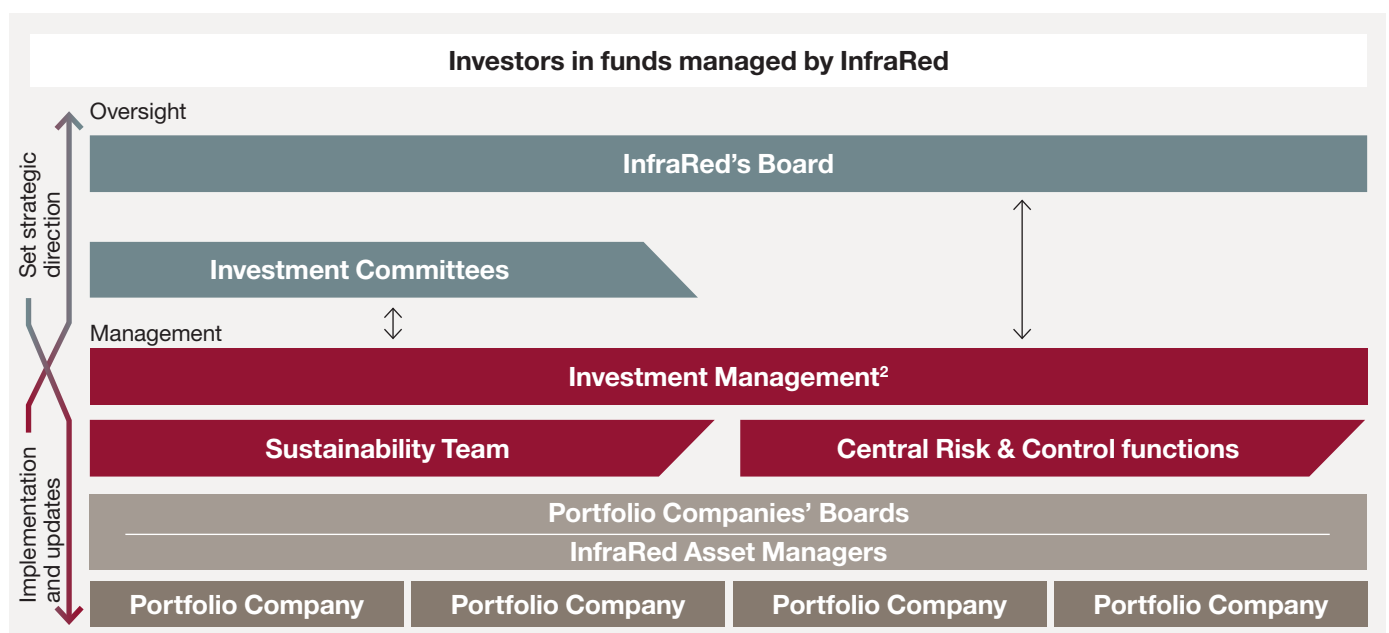 Investors in funds managed by InfraRed
Oversight
InfraRed’s Board
Set strategic
direction
Investment Committees
Management
Investment Management²
Sustainability Team
Central Risk & Control functions
Implementation
and updates
Portfolio Companies’ Boards
InfraRed Asset Managers
Portfolio Company
Portfolio Company
Portfolio Company
Portfolio Company